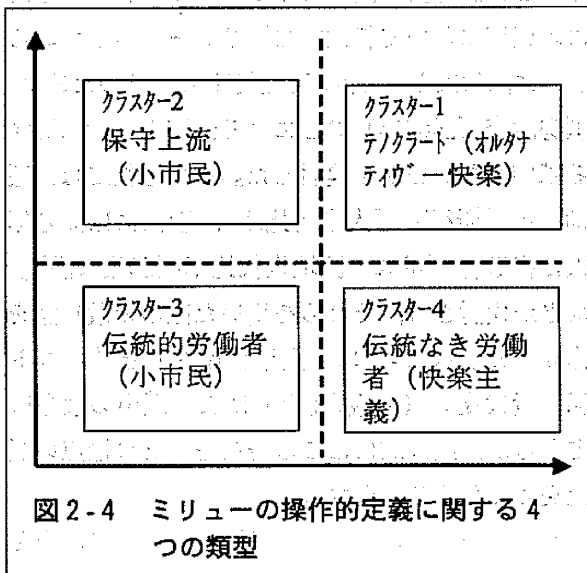 クラスター2
保守上流
（小市民）
クラスター1
テノクラート（オルタナ
ティヴー快楽）
クラスター3
伝統的労働者
（小市民）
クラスター4
伝統なき労働
者（快楽主
義）
図2-4 ミリューの操作的定義に関する4
つの類型